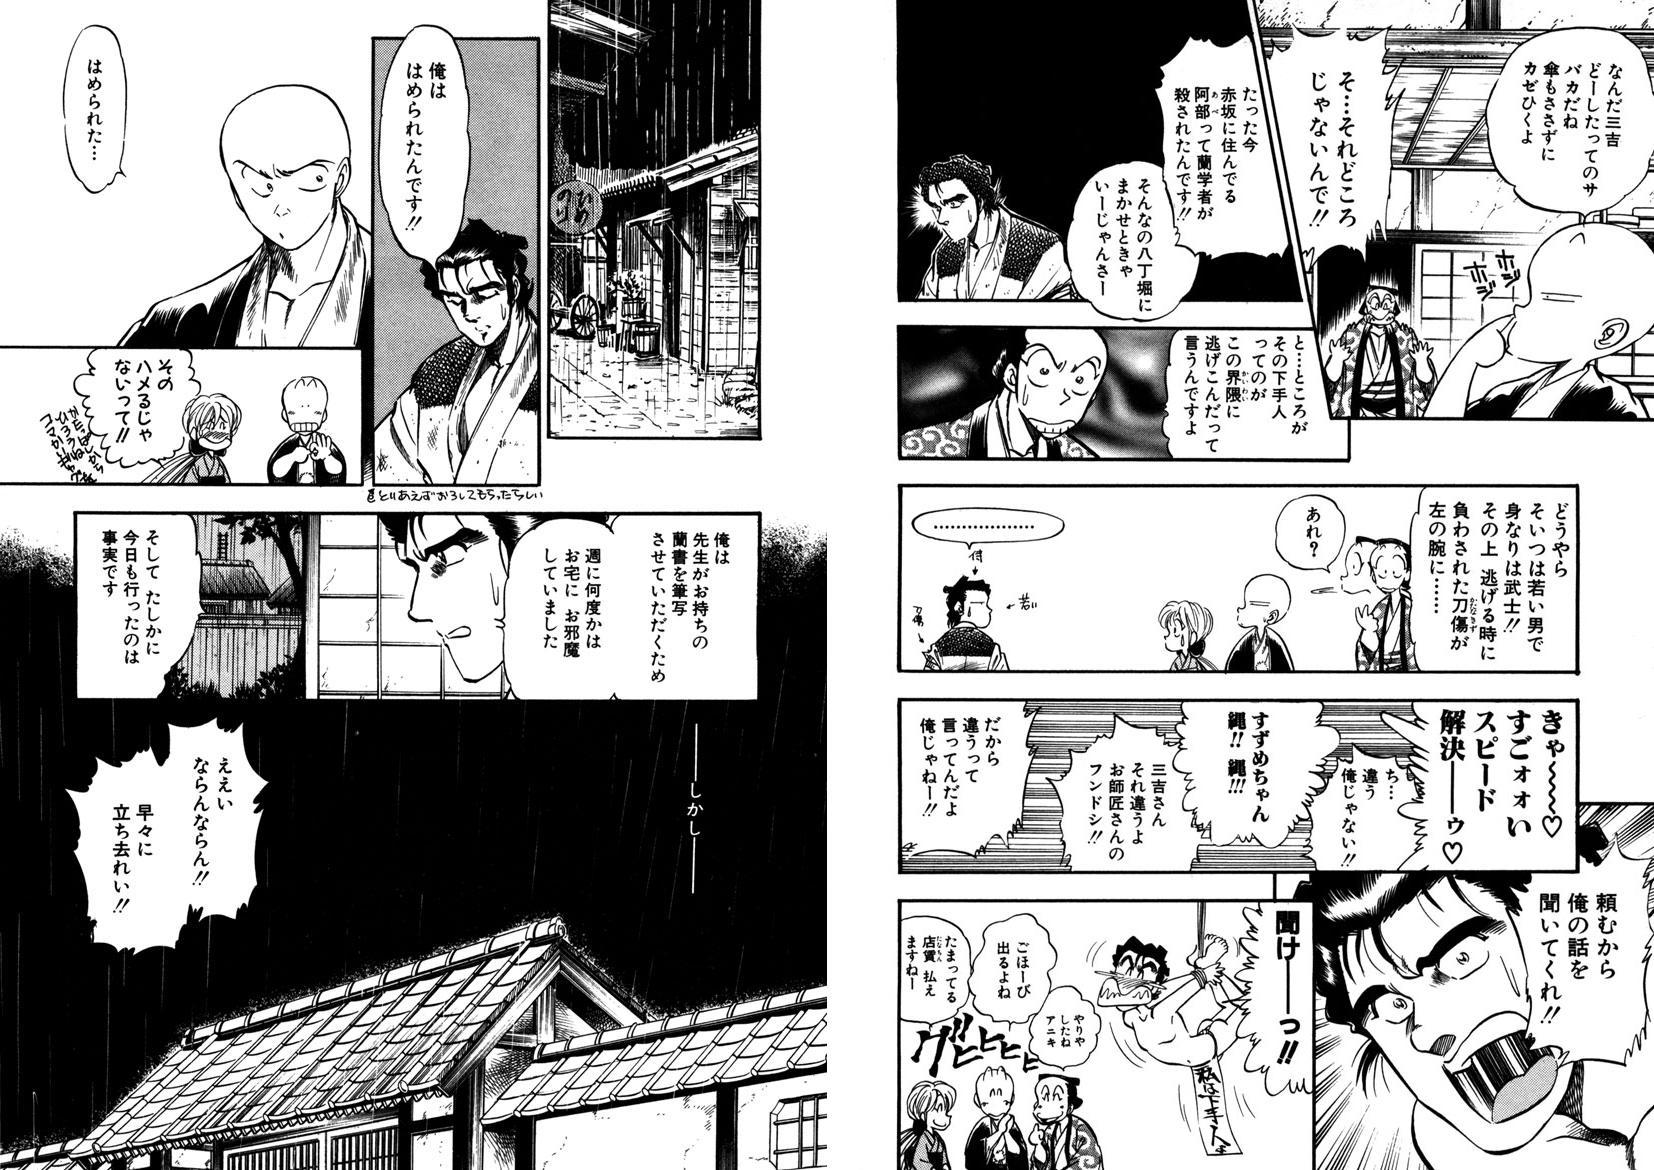 なんだ三吉
どーしたってのサ
バカだね
傘もささずに
カゼひくよ
ホジ
ホジ
そ…それどころ
じゃないんで!!
たった今
赤坂に住んでる
阿部って蘭学者が
殺されたんです!!
そんなの八丁堀に
まかせときゃ
いーじゃんさー
と…ところが
その下手人
ってのが
この界隈に
逃げこんだって
言うんですよ
どうやら
そいつは若い男で
身なりは武士!!
その上 逃げる時に
負わされた刀傷が
左の腕に……
あれ?
………………
侍
若い
刀傷
きゃ〜〜〜〜♡
すごォォい
スピード
解決——ゥ♡
ち…
違う
俺じゃない!!
すずめちゃん
縄!! 縄!!!
三吉さん
それ違うよ
お師匠さんの
フンドシ!!
だから
違うって
言ってんだよ
俺じゃねー!!
頼むから
俺の話を
聞いてくれ!!
聞け——っ!!
私は下手人よ
やりや
したね
アニキ
ごほーび
出るよね
たまってる
店賃 払え
ますねー
グヒヒヒヒ
ひめ
のり
俺は
はめられたんです!!
とりあえずおろしてもらったらしい
はめられた…
その
ハメるじゃ
ないって!!
俺は
先生がお持ちの
蘭書を筆写
させていただくため
週に何度かは
お宅に お邪魔
していました
そして たしかに
今日も行ったのは
事実です
——しかし——
ええい
ならんならん!!
早々に
立ち去れい!!